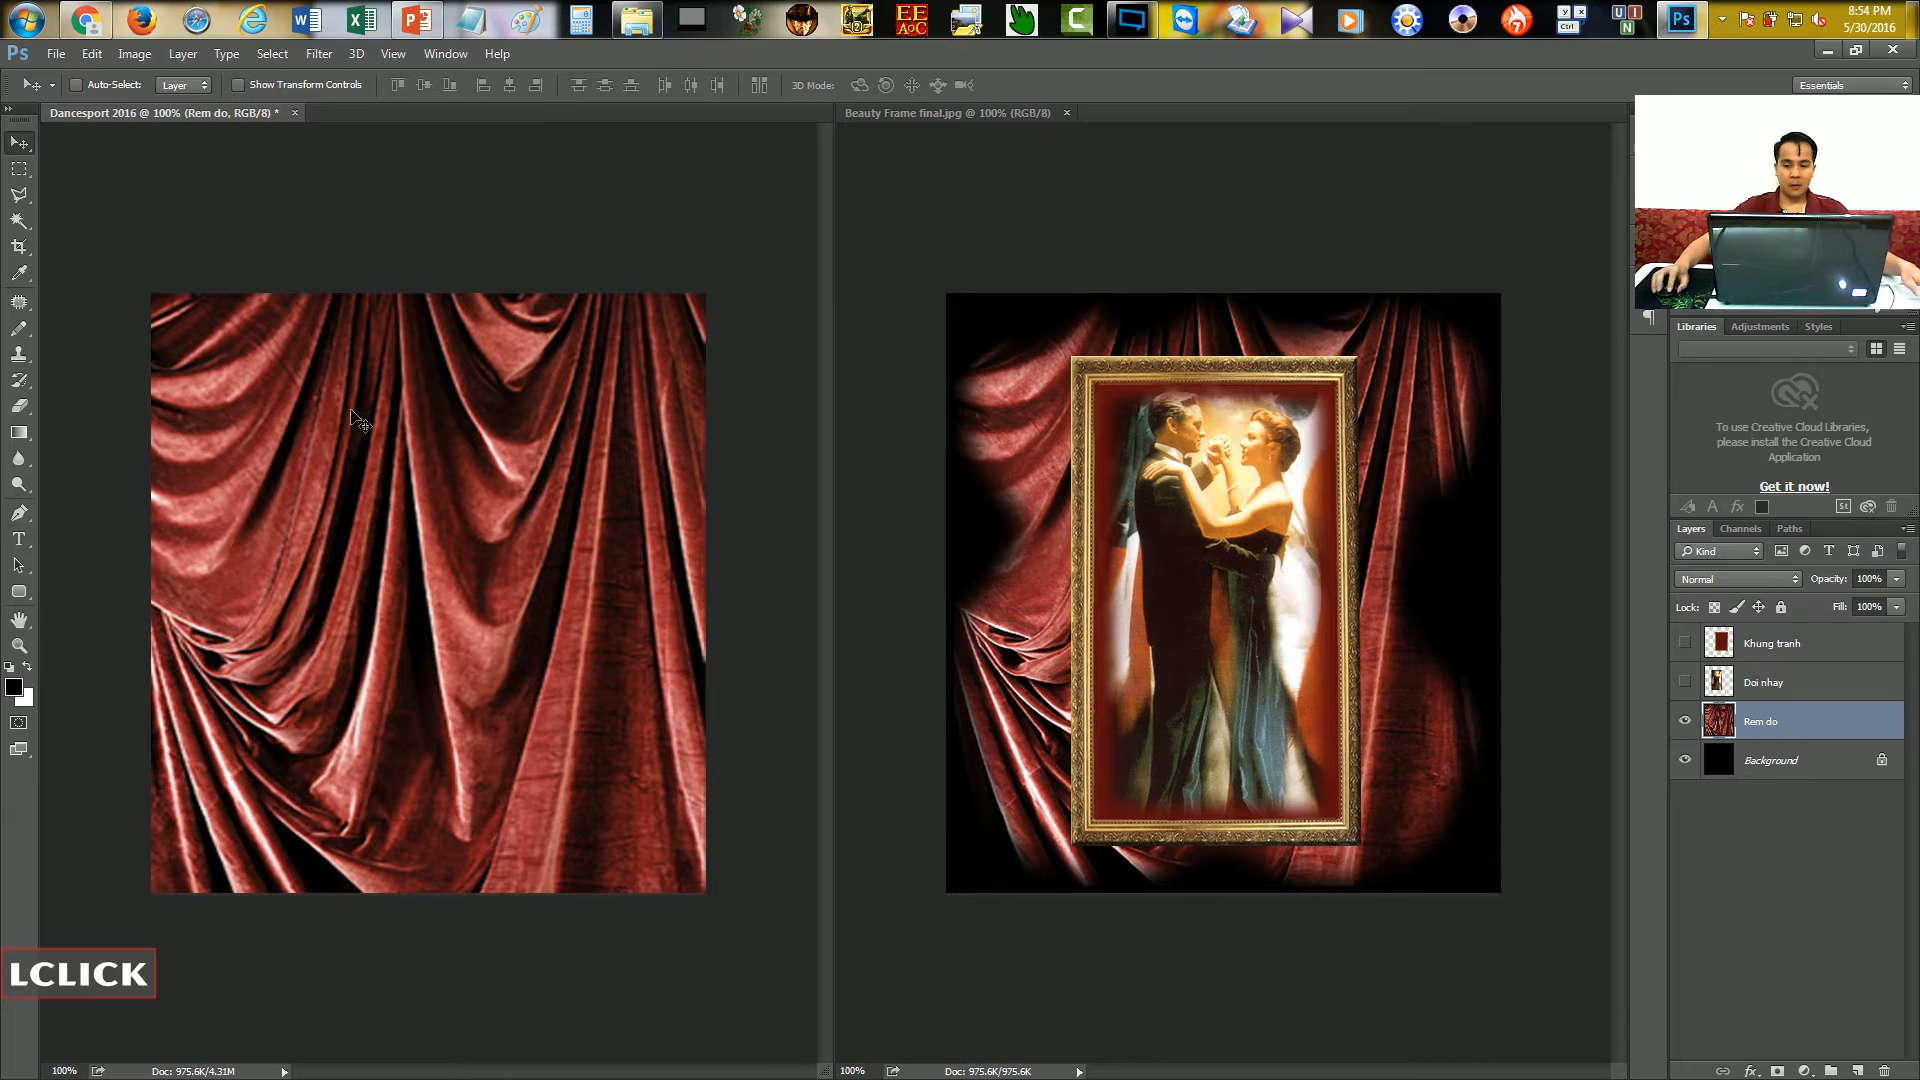 8:54 PM
5/30/2016
Ps File Edit Image Layer Type Select Filter 3D View Window Help
Auto-Select: Layer Show Transform Controls 3D Mode: Essentials
Dancesport 2016 @ 100% (Rem do, RGB/8) * ×
Beauty Frame final.jpg @ 100% (RGB/8) ×
Libraries Adjustments Styles
To use Creative Cloud Libraries,
please install the Creative Cloud
Application
Get it now!
Layers Channels Paths
Kind
Normal Opacity: 100%
Lock: Fill: 100%
Khung tranh
Doi nhay
Rem do
Background
LCLICK
100% Doc: 975.6K/4.31M
100% Doc: 975.6K/975.6K